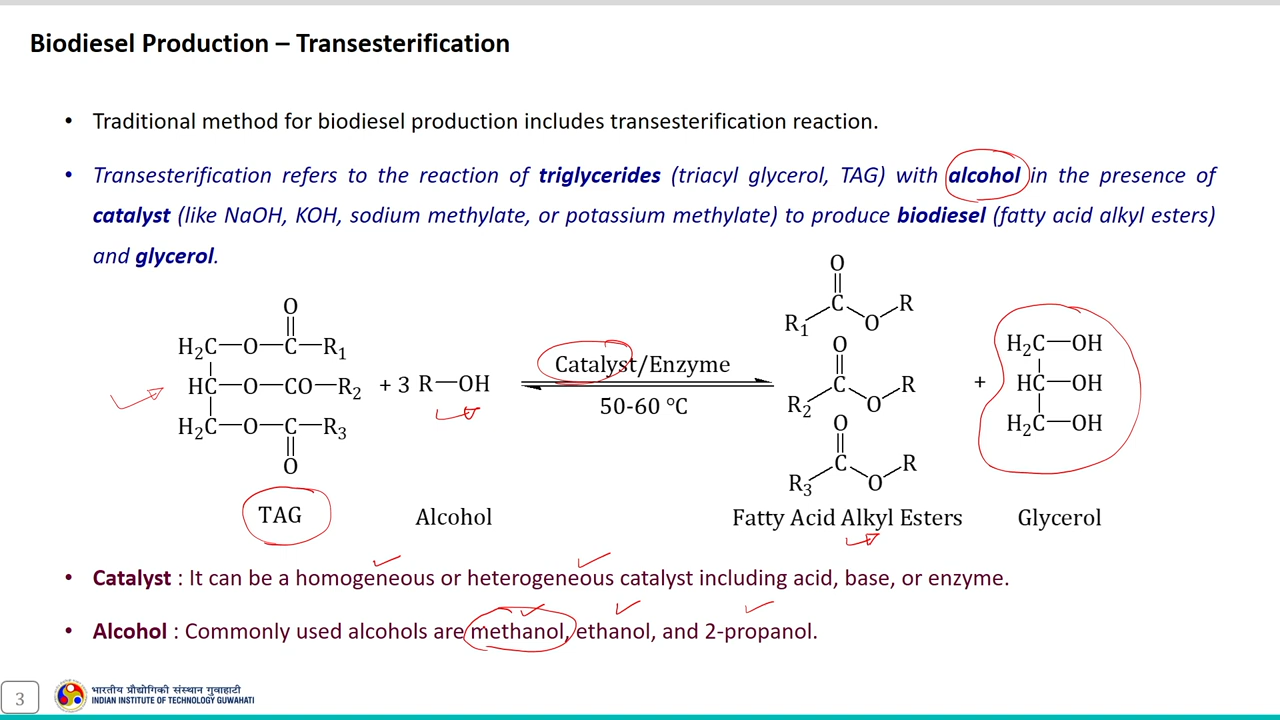 Biodiesel Production – Transesterification
• Traditional method for biodiesel production includes transesterification reaction.
• Transesterification refers to the reaction of triglycerides (triacyl glycerol, TAG) with alcohol in the presence of
catalyst (like NaOH, KOH, sodium methylate, or potassium methylate) to produce biodiesel (fatty acid alkyl esters)
and glycerol.
O
H₂C—O—C—R₁
HC—O—CO—R₂
H₂C—O—C—R₃
O
+ 3 R—OH
Catalyst/Enzyme
50-60 °C
O
C
R₁ O R
O
C
R₂ O R
O
C
R₃ O R
+
H₂C—OH
HC—OH
H₂C—OH
TAG Alcohol Fatty Acid Alkyl Esters Glycerol
• Catalyst : It can be a homogeneous or heterogeneous catalyst including acid, base, or enzyme.
• Alcohol : Commonly used alcohols are methanol, ethanol, and 2-propanol.
3
भारतीय प्रौद्योगिकी संस्थान गुवाहाटी
INDIAN INSTITUTE OF TECHNOLOGY GUWAHATI